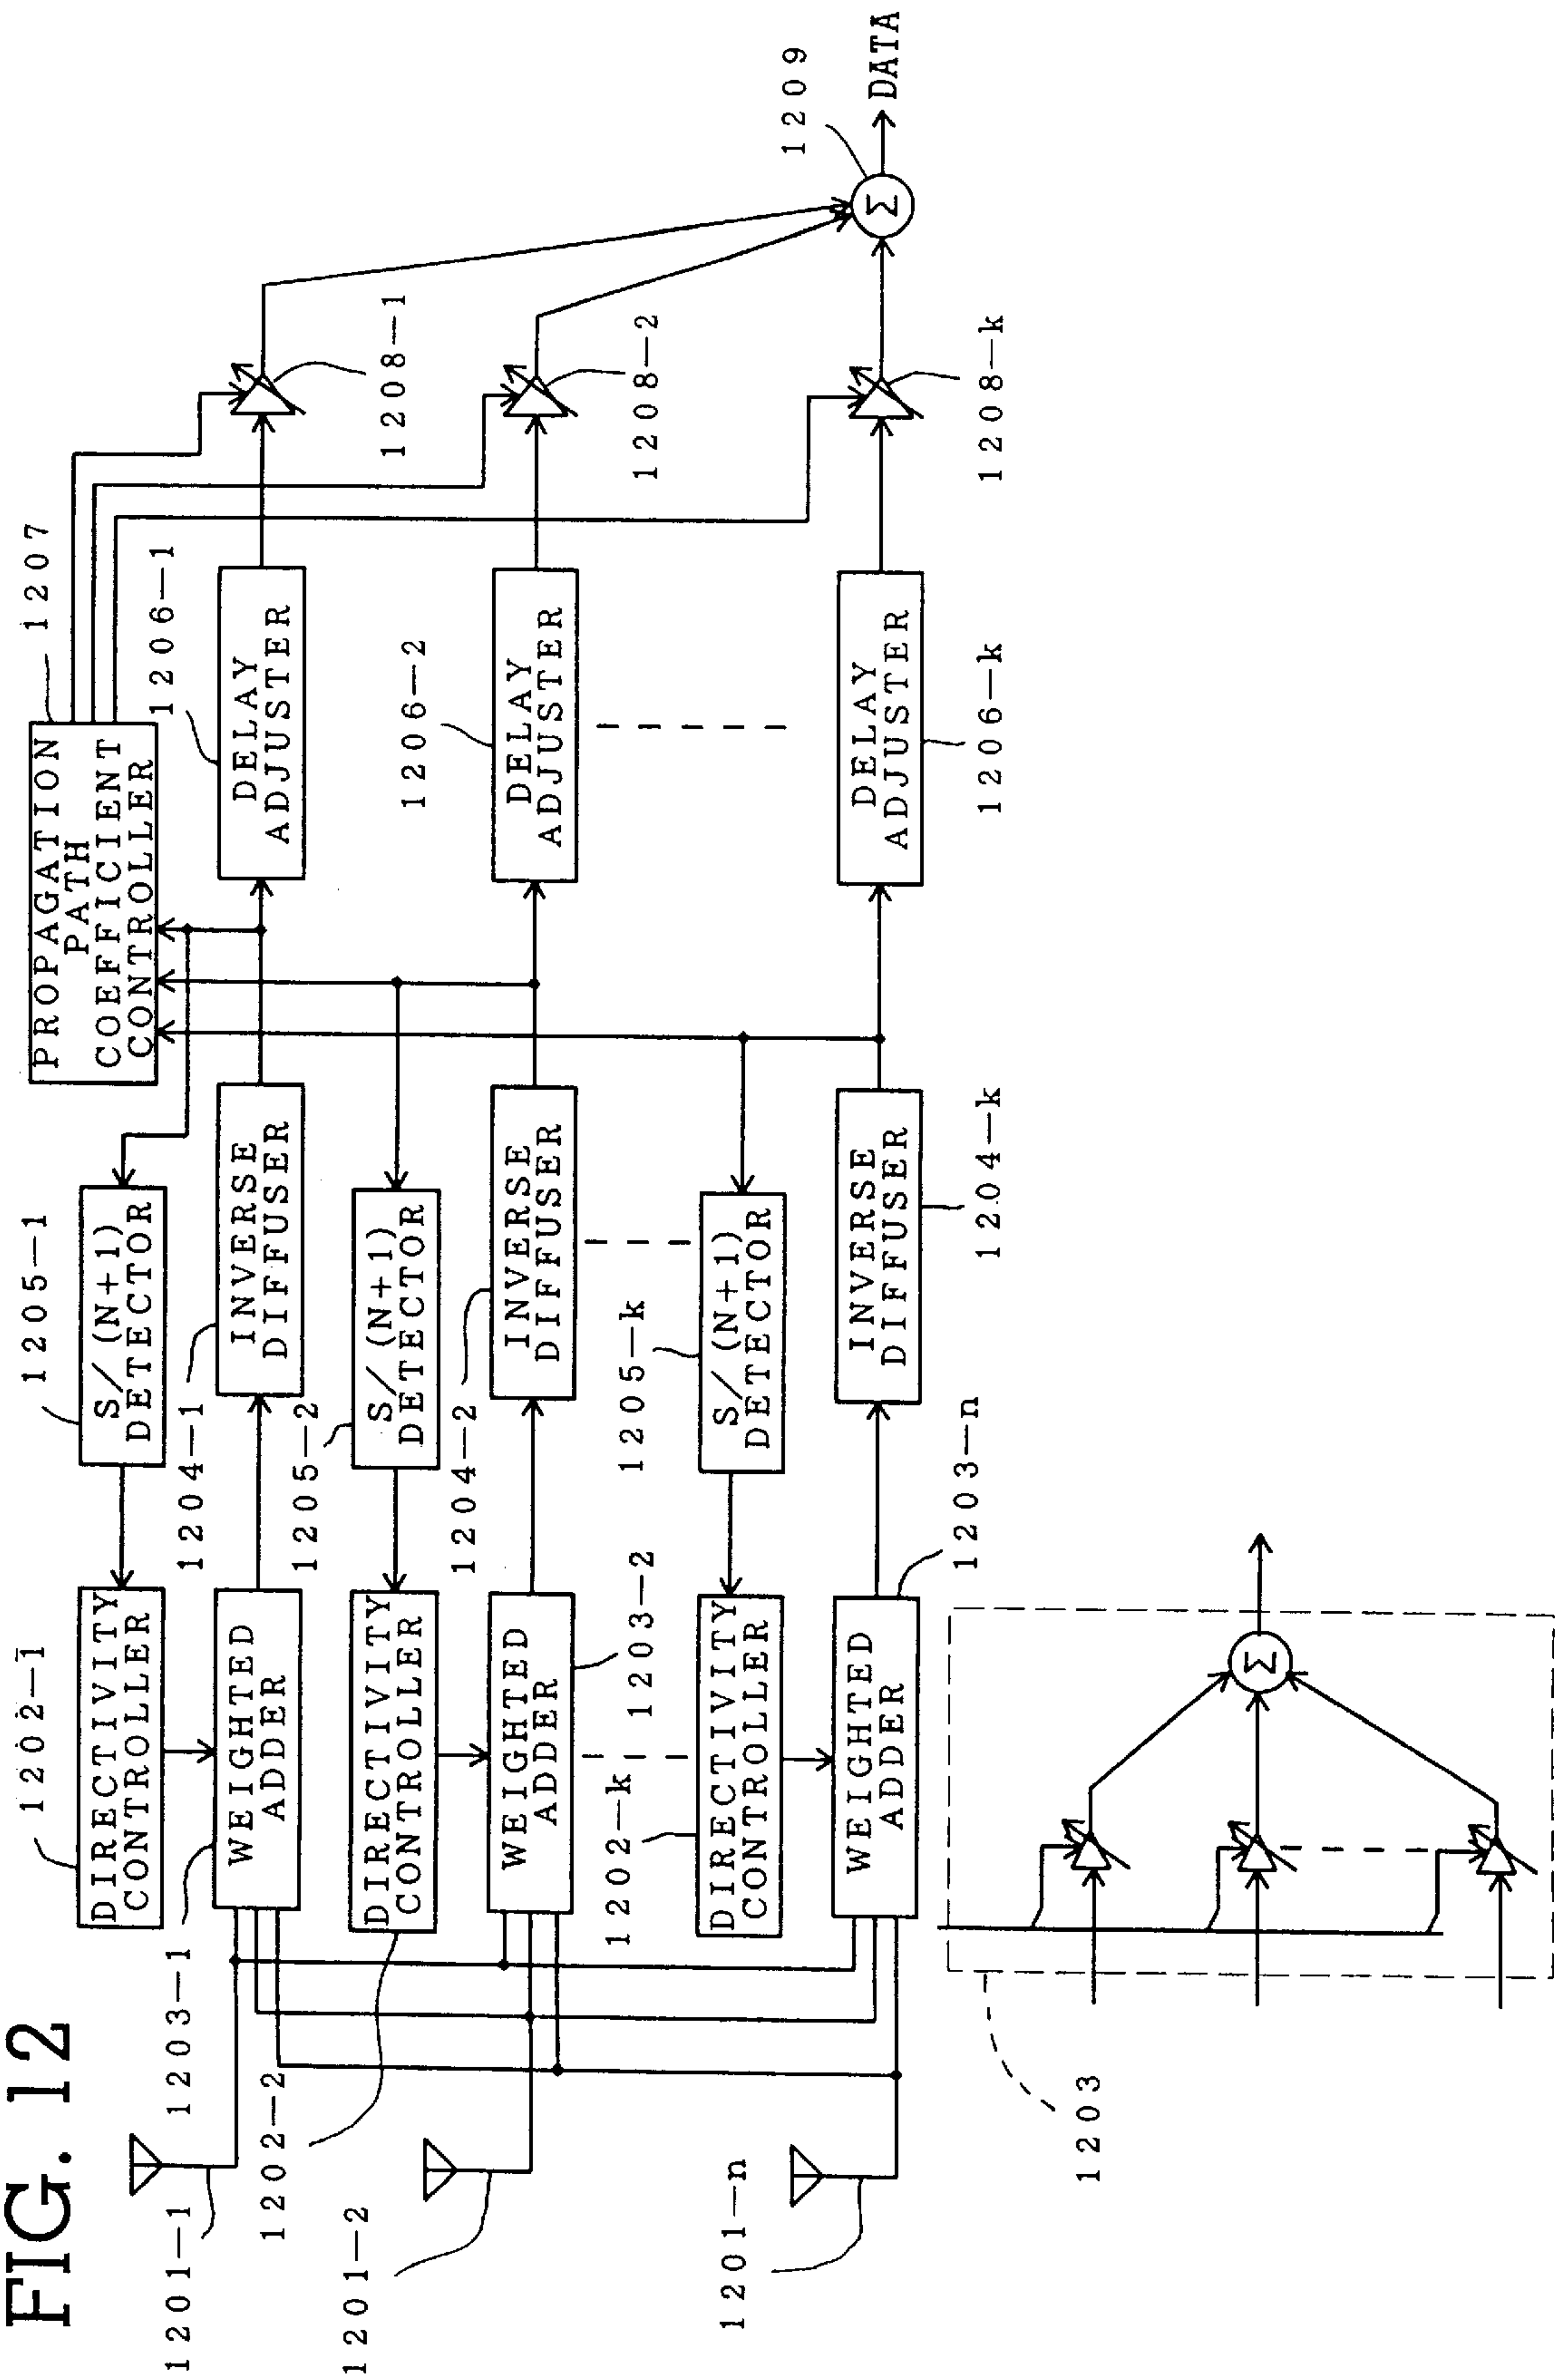 FIG. 12
1201-1
1201-2
1201-n
1202-1
DIRECTIVITY
CONTROLLER
1203-1
WEIGHTED
ADDER
1202-2
DIRECTIVITY
CONTROLLER
WEIGHTED
ADDER
1203-2
1202-k
DIRECTIVITY
CONTROLLER
WEIGHTED
ADDER
1203-n
1205-1
S/(N+1)
DETECTOR
1204-1
INVERSE
DIFFUSER
1205-2
S/(N+1)
DETECTOR
1204-2
INVERSE
DIFFUSER
1205-k
S/(N+1)
DETECTOR
INVERSE
DIFFUSER
1204-k
PROPAGATION
PATH
COEFFICIENT
CONTROLLER
1207
1206-1
DELAY
ADJUSTER
1206-2
DELAY
ADJUSTER
DELAY
ADJUSTER
1206-k
1208-1
1208-2
1208-k
1209
Σ
DATA
1203
Σ